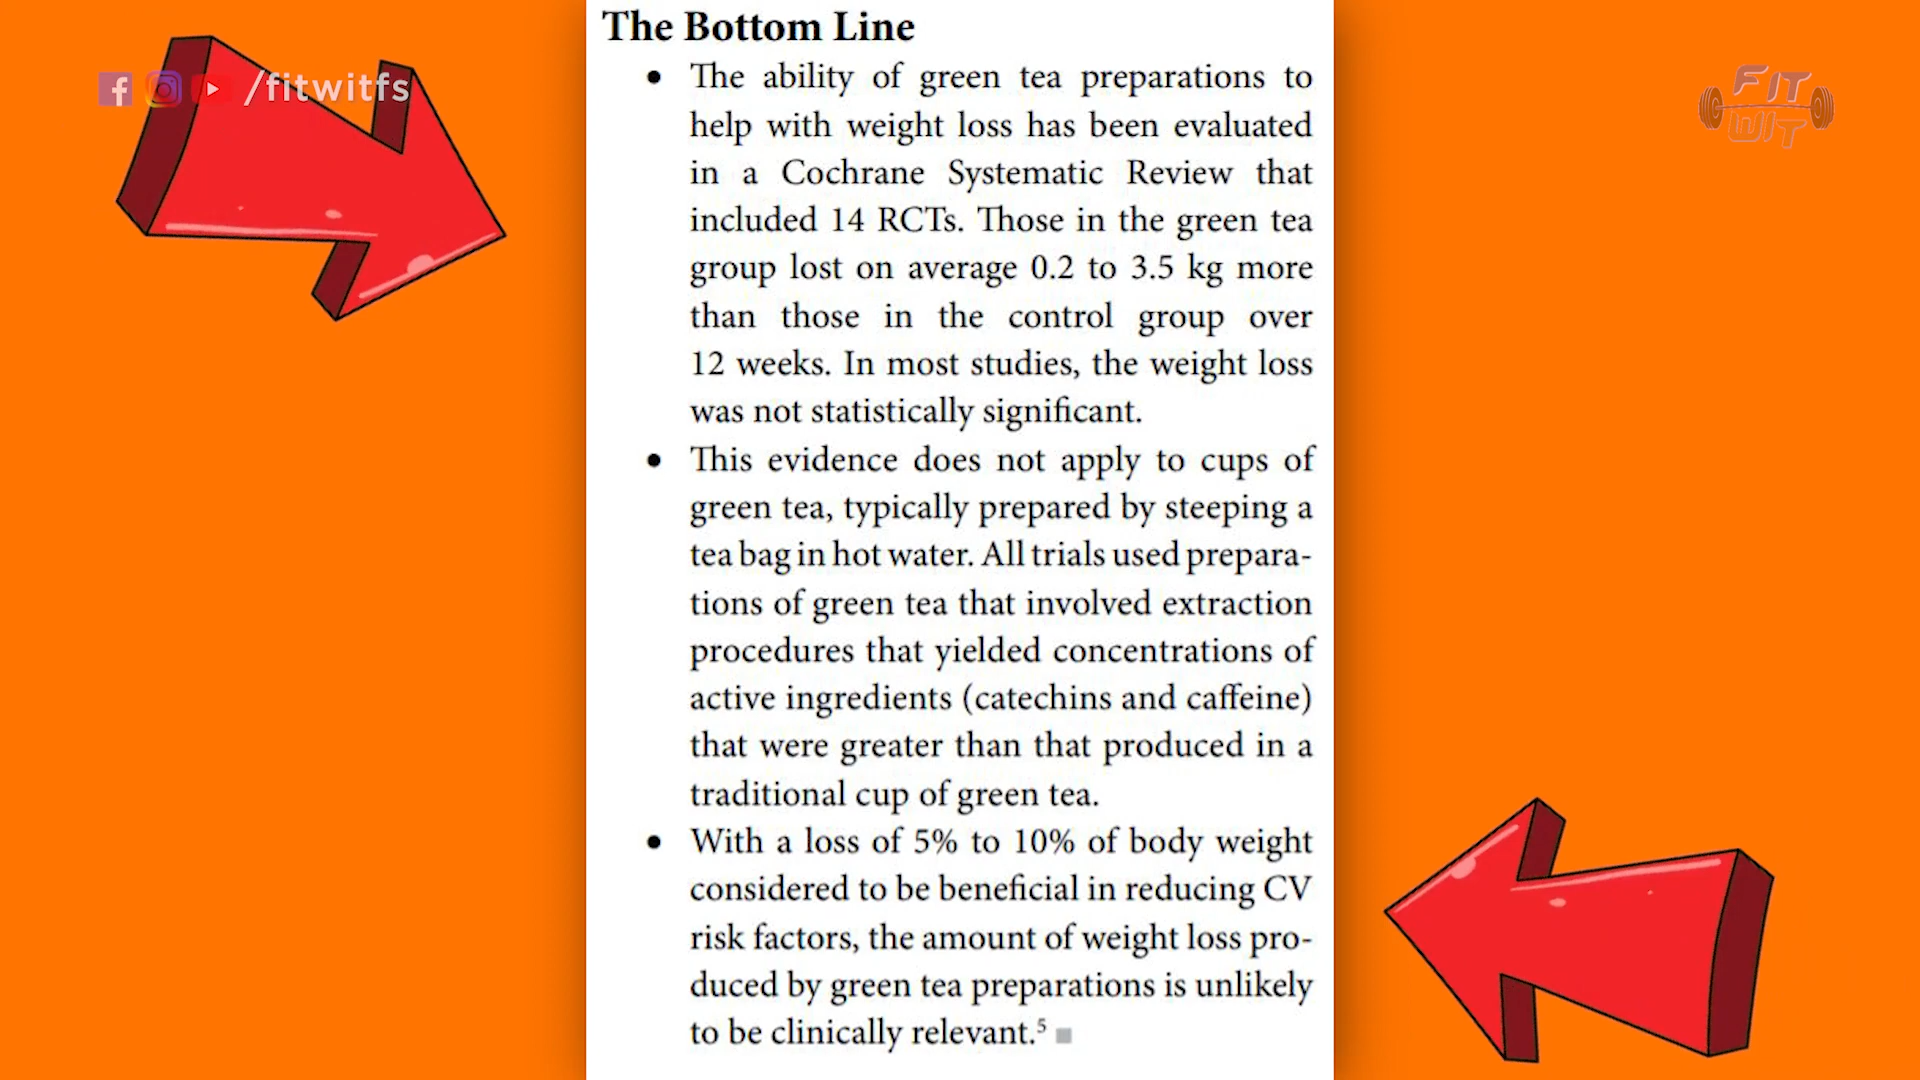 The Bottom Line
/fitwitfs
FIT
WIT
• The ability of green tea preparations to
help with weight loss has been evaluated
in a Cochrane Systematic Review that
included 14 RCTs. Those in the green tea
group lost on average 0.2 to 3.5 kg more
than those in the control group over
12 weeks. In most studies, the weight loss
was not statistically significant.
• This evidence does not apply to cups of
green tea, typically prepared by steeping a
tea bag in hot water. All trials used prepara-
tions of green tea that involved extraction
procedures that yielded concentrations of
active ingredients (catechins and caffeine)
that were greater than that produced in a
traditional cup of green tea.
• With a loss of 5% to 10% of body weight
considered to be beneficial in reducing CV
risk factors, the amount of weight loss pro-
duced by green tea preparations is unlikely
to be clinically relevant.⁵